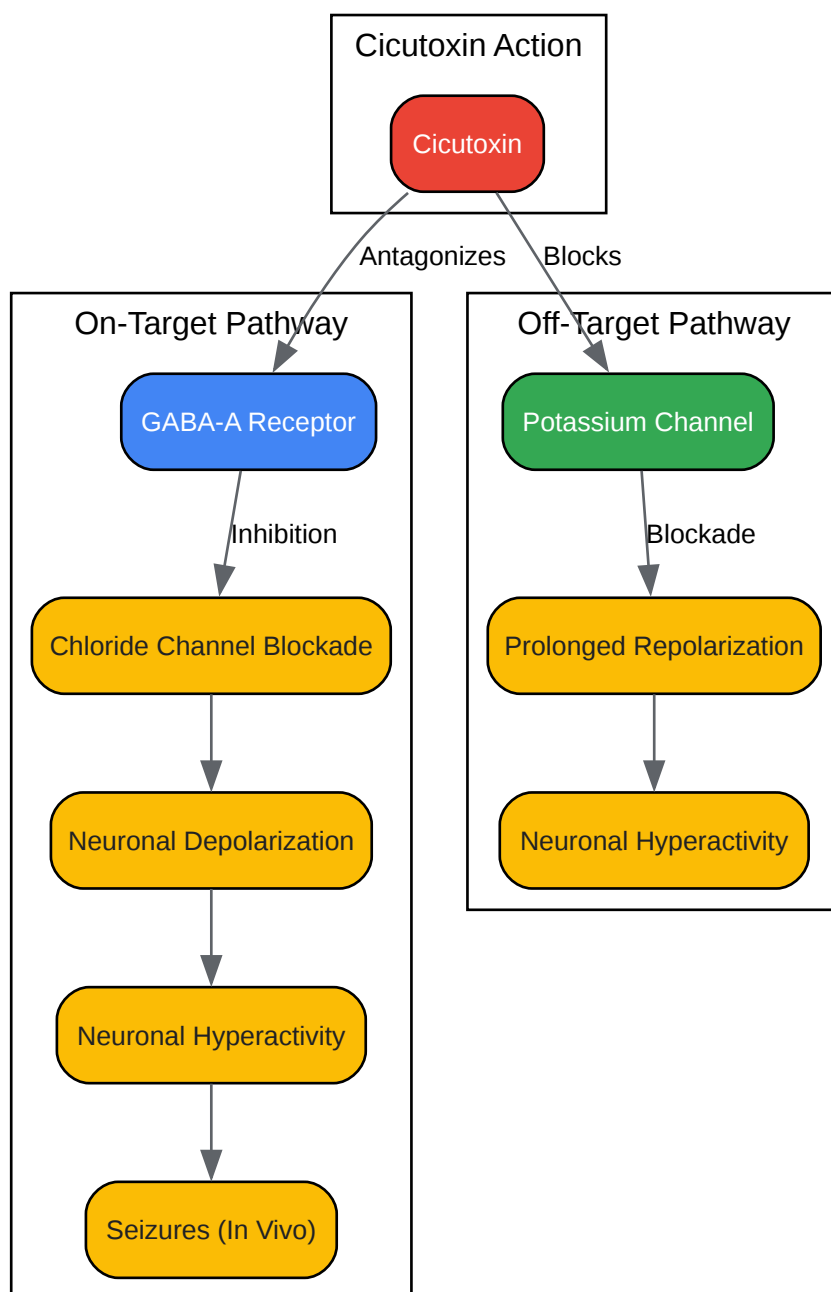 Cicutoxin Action
Cicutoxin
Antagonizes
Blocks
On-Target Pathway
GABA-A Receptor
Inhibition
Chloride Channel Blockade
Neuronal Depolarization
Neuronal Hyperactivity
Seizures (In Vivo)
Off-Target Pathway
Potassium Channel
Blockade
Prolonged Repolarization
Neuronal Hyperactivity